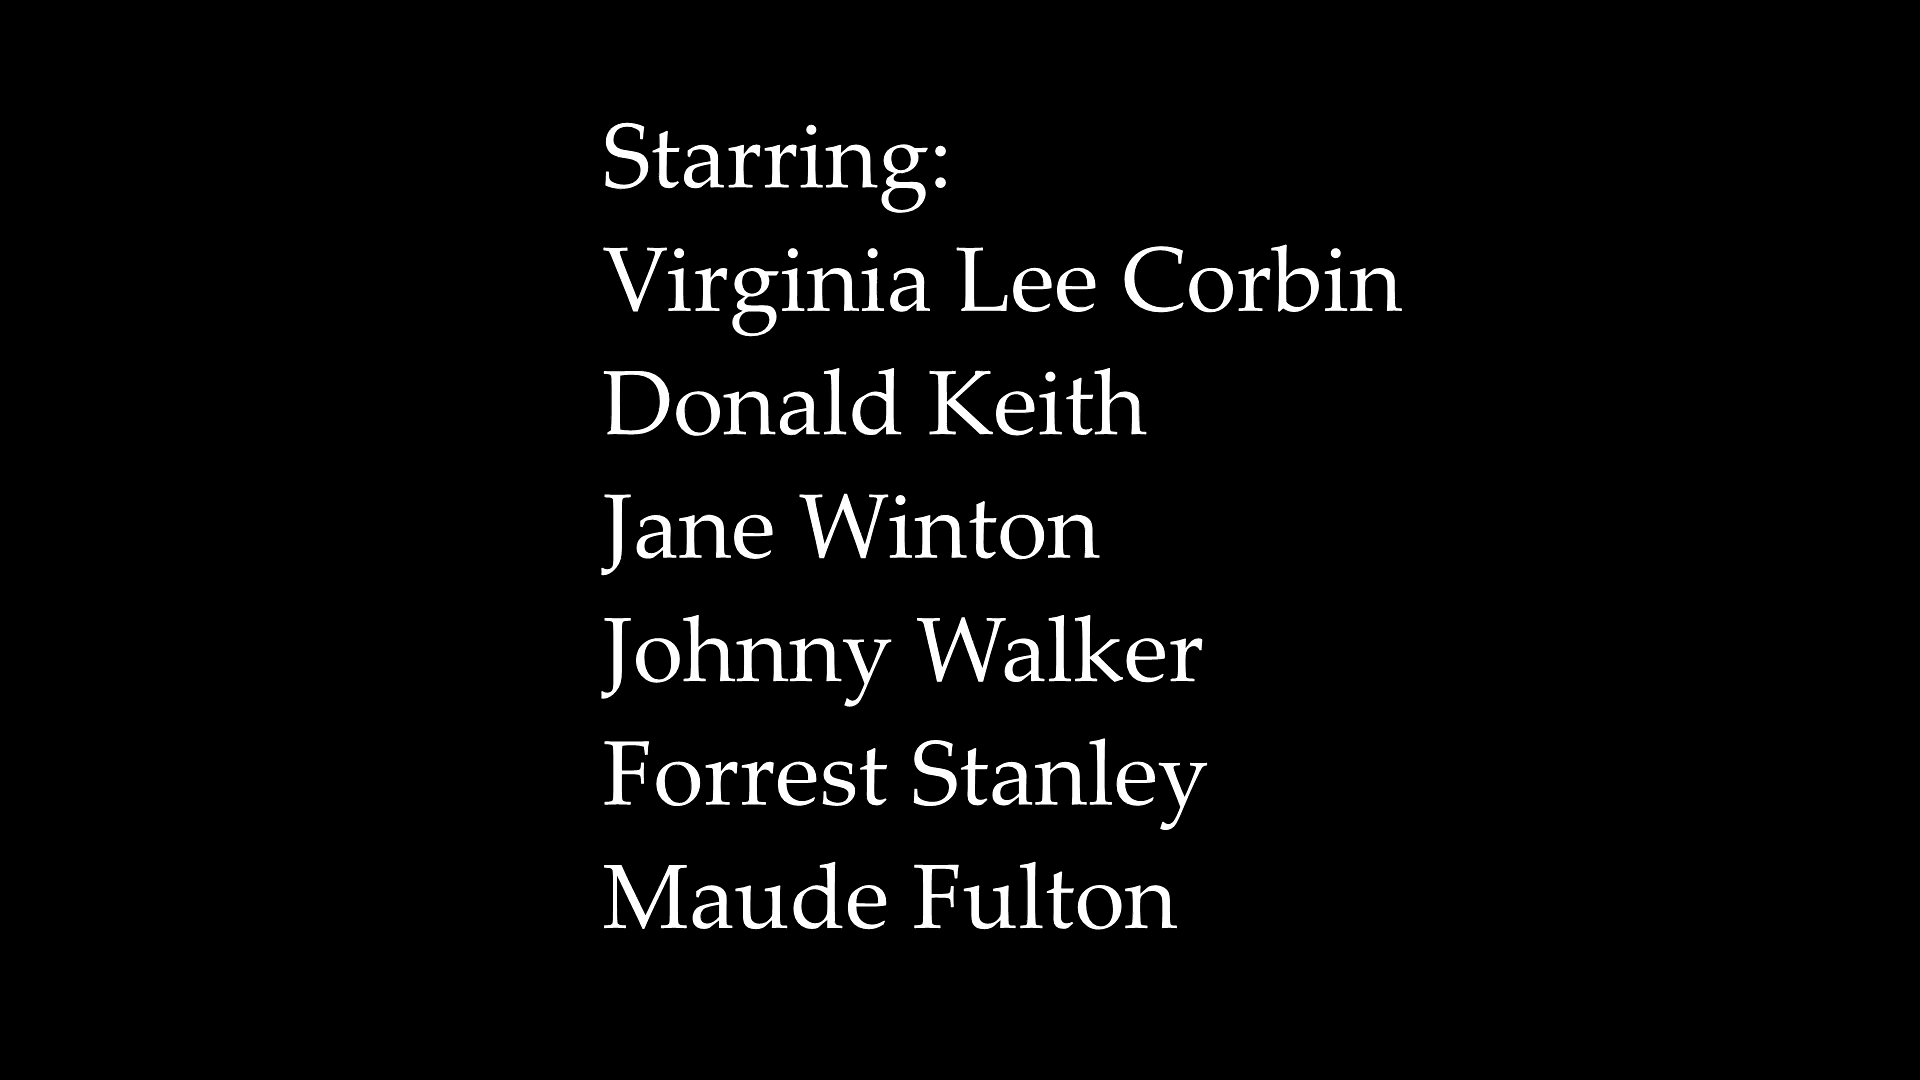 Starring:
Virginia Lee Corbin
Donald Keith
Jane Winton
Johnny Walker
Forrest Stanley
Maude Fulton